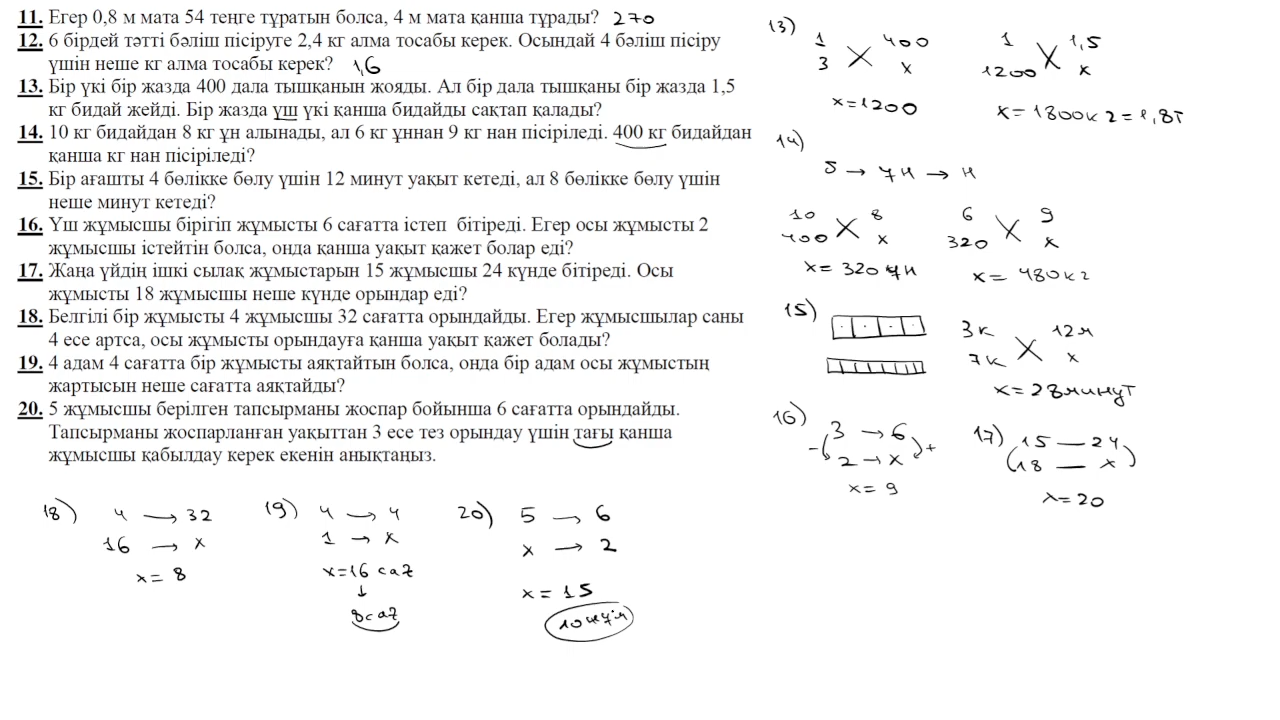 11. Егер 0,8 м мата 54 теңге тұратын болса, 4 м мата қанша тұрады? 270
12. 6 бірдей тәтті бәліш пісіруге 2,4 кг алма тосабы керек. Осындай 4 бәліш пісіру
үшін неше кг алма тосабы керек? 1,6
13. Бір үкі бір жазда 400 дала тышқанын жояды. Ал бір дала тышқаны бір жазда 1,5
кг бидай жейді. Бір жазда үш үкі қанша бидайды сақтап қалады?
14. 10 кг бидайдан 8 кг ұн алынады, ал 6 кг ұннан 9 кг нан пісіріледі. 400 кг бидайдан
қанша кг нан пісіріледі?
15. Бір ағашты 4 бөлікке бөлу үшін 12 минут уақыт кетеді, ал 8 бөлікке бөлу үшін
неше минут кетеді?
16. Үш жұмысшы бірігіп жұмысты 6 сағатта істеп бітіреді. Егер осы жұмысты 2
жұмысшы істейтін болса, онда қанша уақыт қажет болар еді?
17. Жаңа үйдің ішкі сылақ жұмыстарын 15 жұмысшы 24 күнде бітіреді. Осы
жұмысты 18 жұмысшы неше күнде орындар еді?
18. Белгілі бір жұмысты 4 жұмысшы 32 сағатта орындайды. Егер жұмысшылар саны
4 есе артса, осы жұмысты орындауға қанша уақыт қажет болады?
19. 4 адам 4 сағатта бір жұмысты аяқтайтын болса, онда бір адам осы жұмыстың
жартысын неше сағатта аяқтайды?
20. 5 жұмысшы берілген тапсырманы жоспар бойынша 6 сағатта орындайды.
Тапсырманы жоспарланған уақыттан 3 есе тез орындау үшін тағы қанша
жұмысшы қабылдау керек екенін анықтаңыз.
13)
1 400 1 1,5
3 x 1200 x
x=1200 x=1800кг=1,8т
14)
Б → ҰН → Н
10 8 6 9
400 x 320 x
x=320ұн x=480кг
15)
3к 12м
7к x
x=28минут
16) 3 → 6 17) 15 — 24
- 2 → x + 18 — x
x=9 x=20
18) 4 → 32 19) 4 → 4 20) 5 → 6
16 → x 1 → x x → 2
x=8 x=16 сағ x=15
↓
8сағ 10жұм